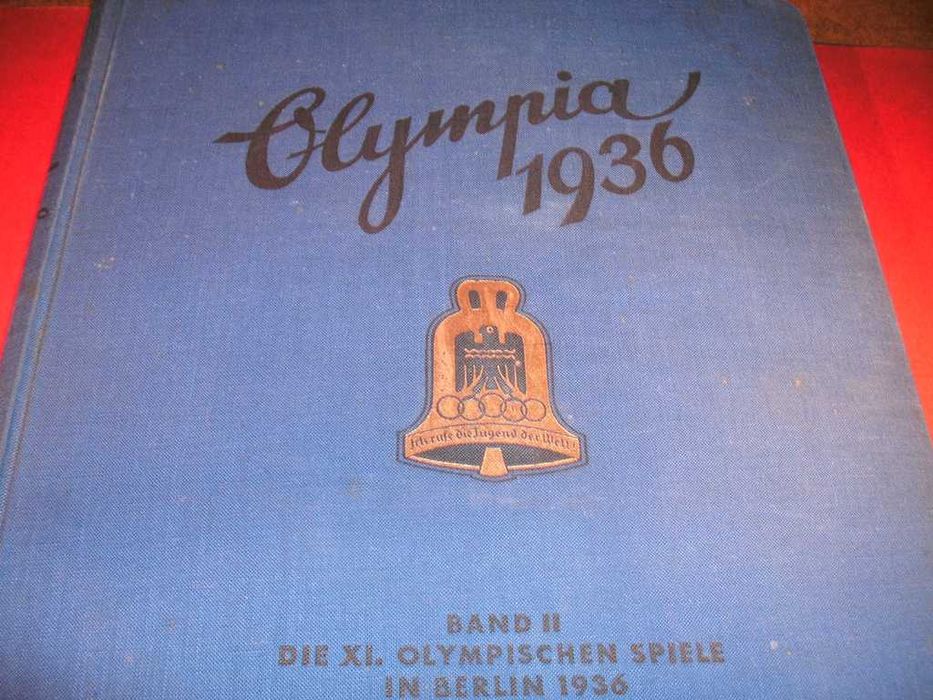 Olympia
1936
Ich rufe die Jugend der Welt!
BAND II
DIE XI. OLYMPISCHEN SPIELE
IN BERLIN 1936